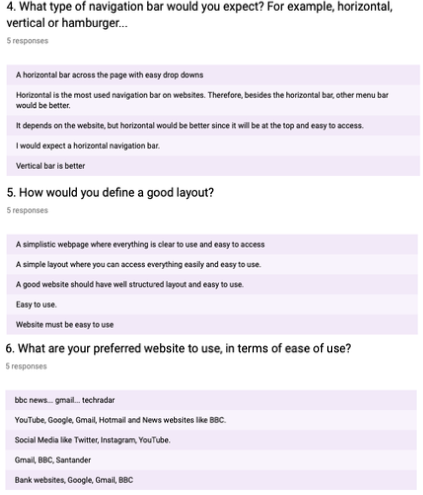 4. What type of navigation bar would you expect? For example, horizontal,
vertical or hamburger...
5 responses
A horizontal bar across the page with easy drop downs
Horizontal is the most used navigation bar on websites. Therefore, besides the horizontal bar, other menu bar
would be better.
It depends on the website, but horizontal would be better since it will be at the top and easy to access.
I would expect a horizontal navigation bar.
Vertical bar is better
5. How would you define a good layout?
5 responses
A simplistic webpage where everything is clear to use and easy to access
A simple layout where you can access everything easily and easy to use.
A good website should have well structured layout and easy to use.
Easy to use.
Website must be easy to use
6. What are your preferred website to use, in terms of ease of use?
5 responses
bbc news... gmail... techradar
YouTube, Google, Gmail, Hotmail and News websites like BBC.
Social Media like Twitter, Instagram, YouTube.
Gmail, BBC, Santander
Bank websites, Google, Gmail, BBC